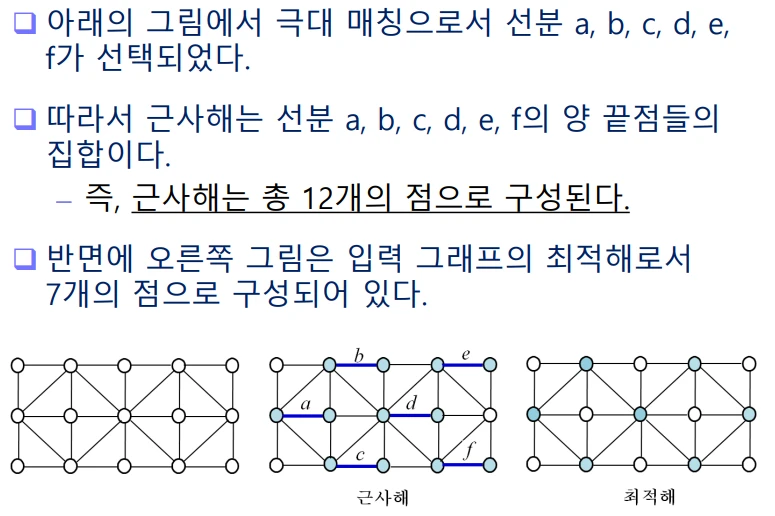 아래의 그림에서 극대 매칭으로서 선분 a, b, c, d, e,
f가 선택되었다.
따라서 근사해는 선분 a, b, c, d, e, f의 양 끝점들의
집합이다.
– 즉, 근사해는 총 12개의 점으로 구성된다.
반면에 오른쪽 그림은 입력 그래프의 최적해로서
7개의 점으로 구성되어 있다.
b e
a d
c f
근사해 최적해